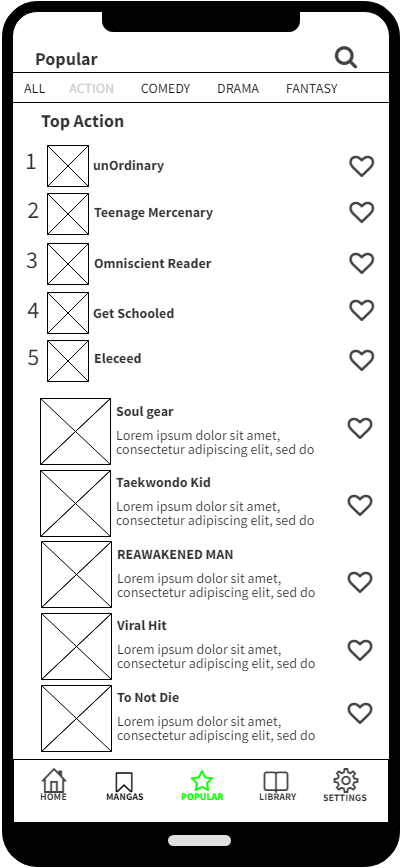 Popular
ALL ACTION COMEDY DRAMA FANTASY
Top Action
1 unOrdinary
2 Teenage Mercenary
3 Omniscient Reader
4 Get Schooled
5 Eleceed
Soul gear
Lorem ipsum dolor sit amet,
consectetur adipiscing elit, sed do
Taekwondo Kid
Lorem ipsum dolor sit amet,
consectetur adipiscing elit, sed do
REAWAKENED MAN
Lorem ipsum dolor sit amet,
consectetur adipiscing elit, sed do
Viral Hit
Lorem ipsum dolor sit amet,
consectetur adipiscing elit, sed do
To Not Die
Lorem ipsum dolor sit amet,
consectetur adipiscing elit, sed do
HOME MANGAS POPULAR LIBRARY SETTINGS